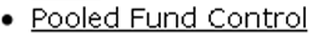 • Pooled Fund Control